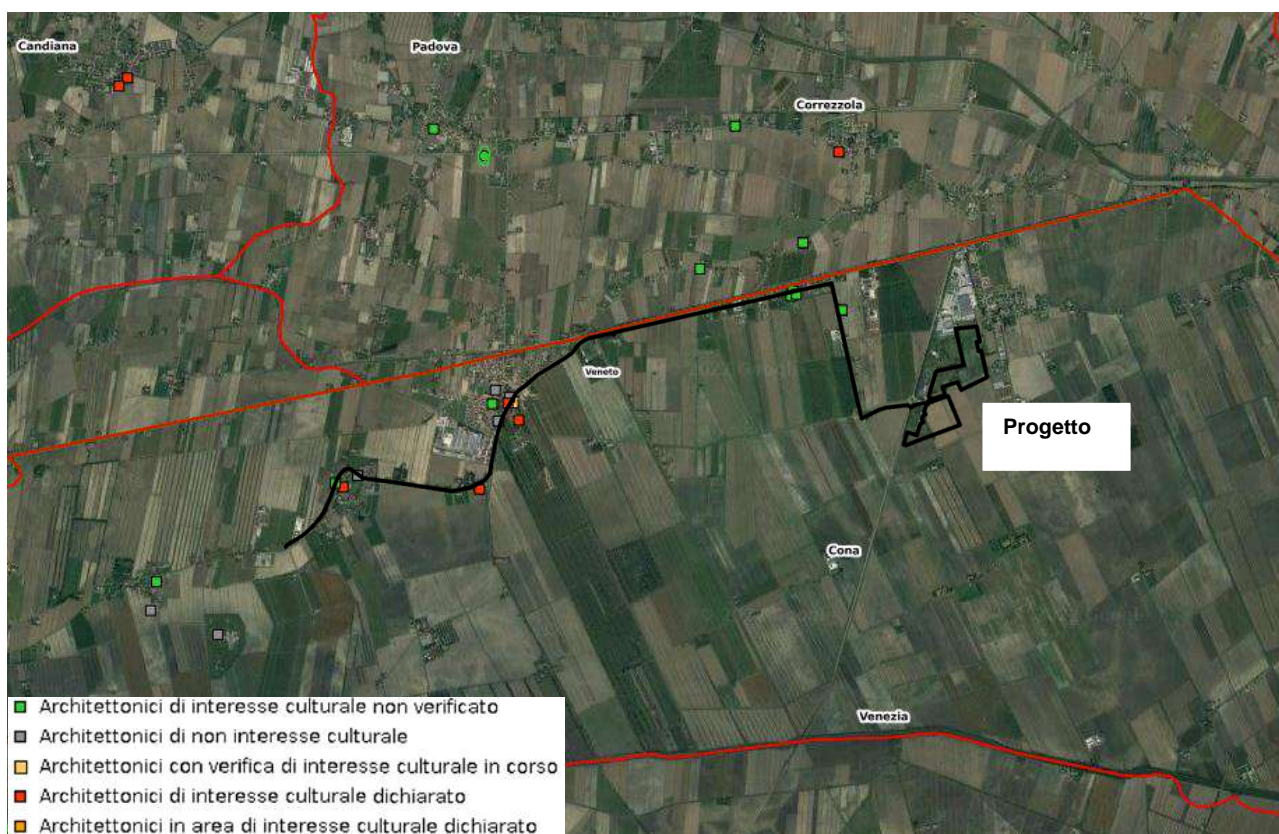 Candiana
Padova
Correzzola
Veneto
Progetto
Cona
Venezia
Architettonici di interesse culturale non verificato
Architettonici di non interesse culturale
Architettonici con verifica di interesse culturale in corso
Architettonici di interesse culturale dichiarato
Architettonici in area di interesse culturale dichiarato